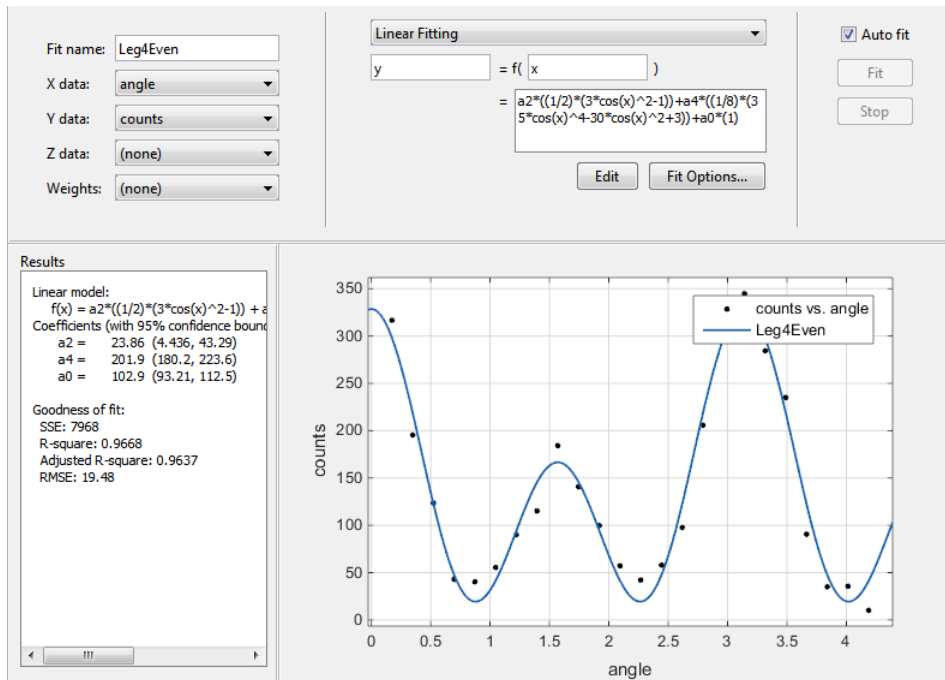 Fit name: Leg4Even
X data: angle
Y data: counts
Z data: (none)
Weights: (none)
Linear Fitting
y = f( x )
= a2*((1/2)*(3*cos(x)^2-1))+a4*((1/8)*(3
5*cos(x)^4-30*cos(x)^2+3))+a0*(1)
Edit Fit Options...
Auto fit
Fit
Stop
Results
Linear model:
f(x) = a2*((1/2)*(3*cos(x)^2-1)) + a
Coefficients (with 95% confidence bound
a2 = 23.86 (4.436, 43.29)
a4 = 201.9 (180.2, 223.6)
a0 = 102.9 (93.21, 112.5)
Goodness of fit:
SSE: 7968
R-square: 0.9668
Adjusted R-square: 0.9637
RMSE: 19.48
350
300
250
200
150
100
50
0
counts
counts vs. angle
Leg4Even
0 0.5 1 1.5 2 2.5 3 3.5 4
angle